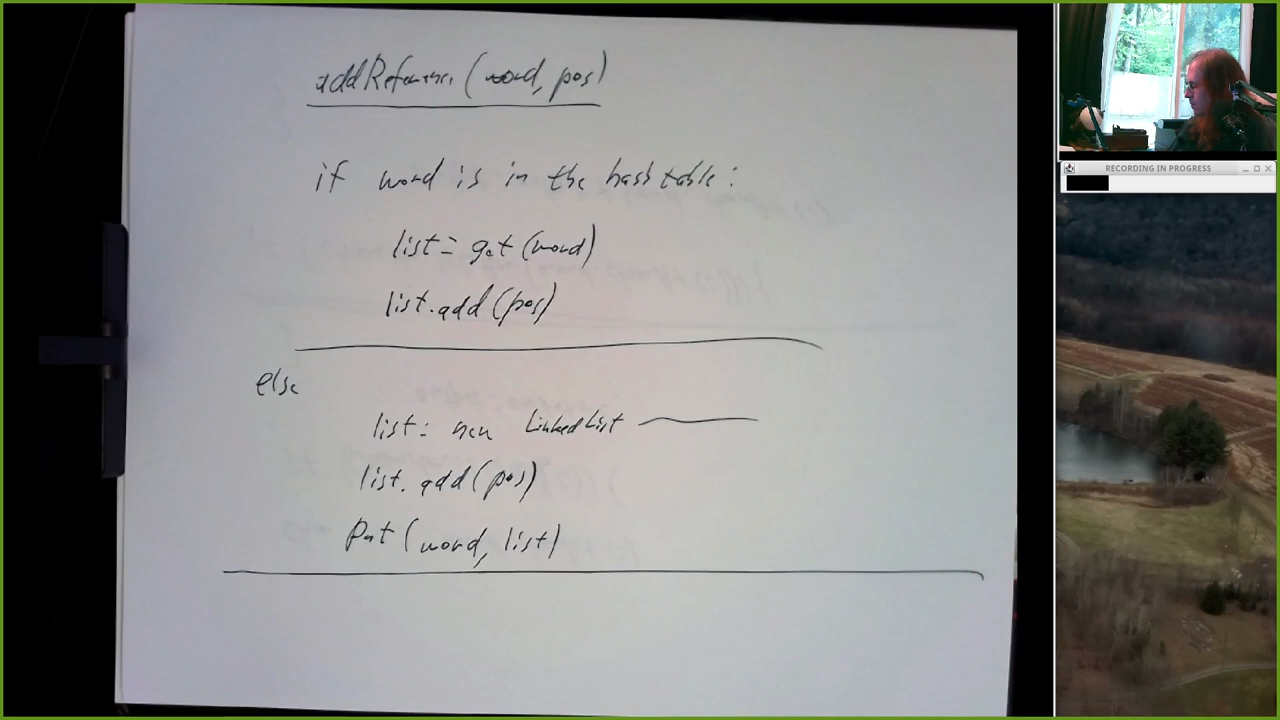 addReference(word, pos)
if word is in the hash table:
list = get(word)
list.add(pos)
else
list = new LinkedList
list.add(pos)
put(word, list)
RECORDING IN PROGRESS